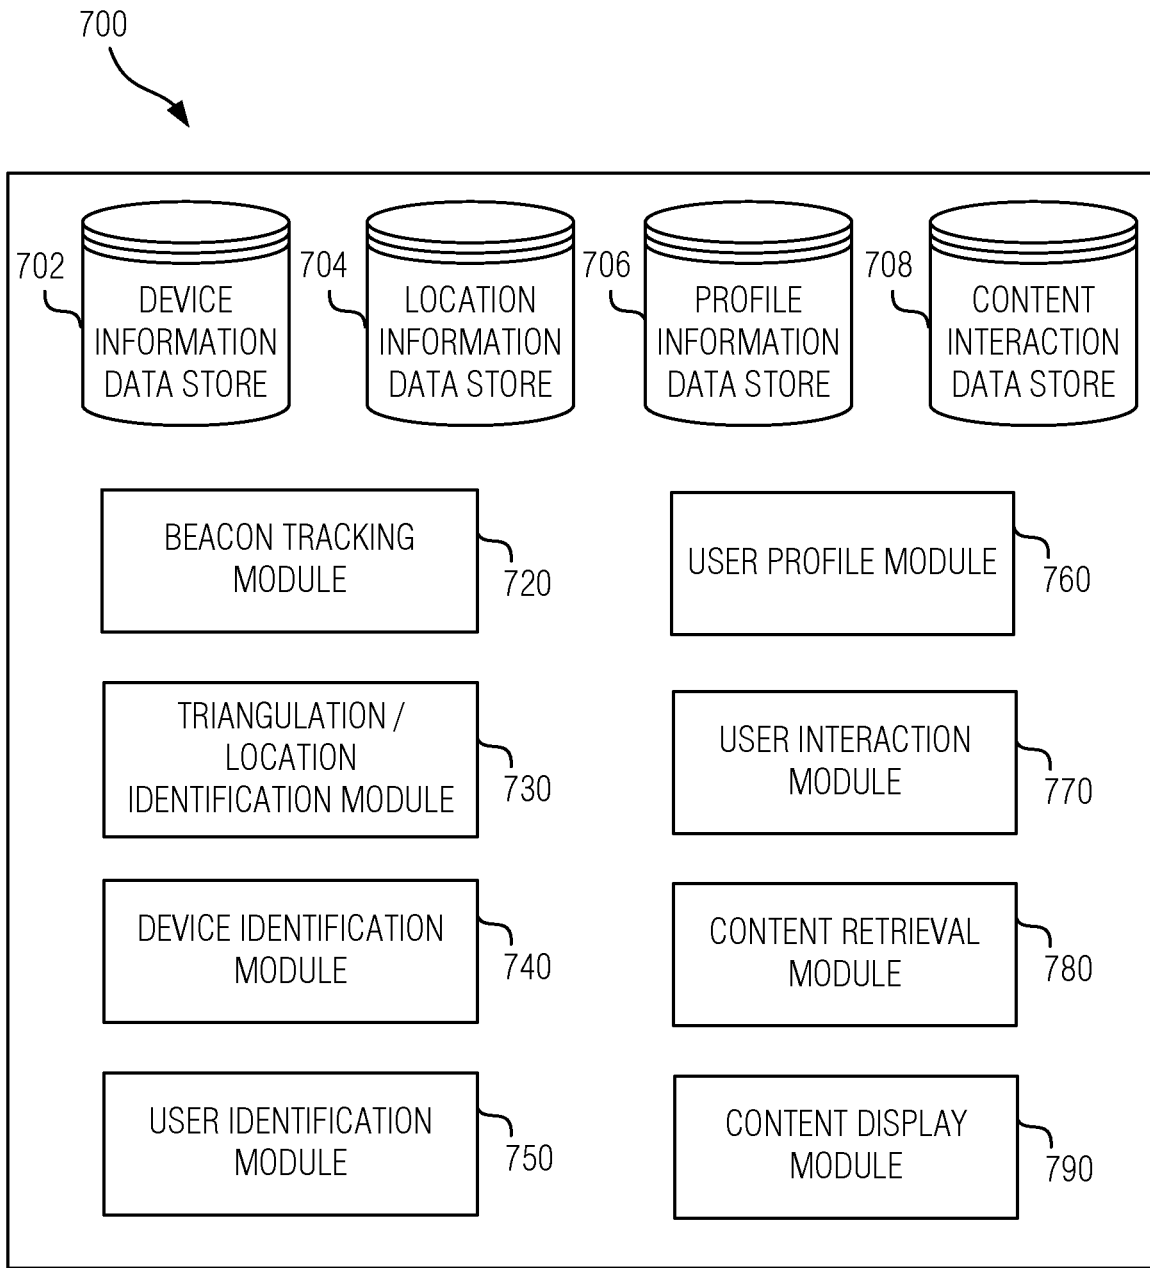 700
702
DEVICE
INFORMATION
DATA STORE
704
LOCATION
INFORMATION
DATA STORE
706
PROFILE
INFORMATION
DATA STORE
708
CONTENT
INTERACTION
DATA STORE
BEACON TRACKING
MODULE
720
USER PROFILE MODULE
760
TRIANGULATION /
LOCATION
IDENTIFICATION MODULE
730
USER INTERACTION
MODULE
770
DEVICE IDENTIFICATION
MODULE
740
CONTENT RETRIEVAL
MODULE
780
USER IDENTIFICATION
MODULE
750
CONTENT DISPLAY
MODULE
790